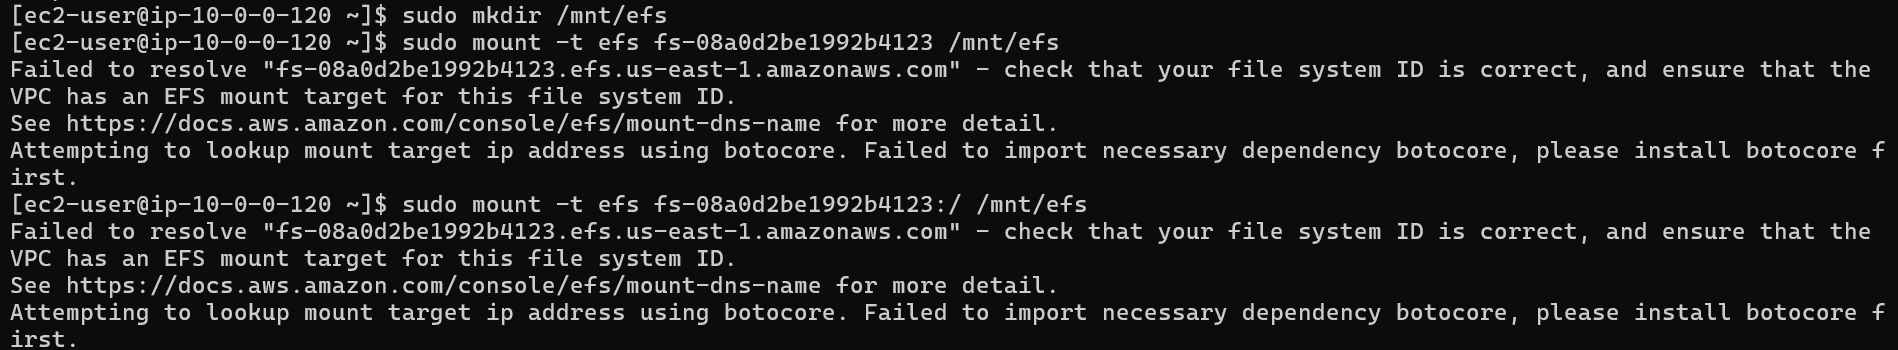 [ec2-user@ip-10-0-0-120 ~]$ sudo mkdir /mnt/efs
[ec2-user@ip-10-0-0-120 ~]$ sudo mount -t efs fs-08a0d2be1992b4123 /mnt/efs
Failed to resolve "fs-08a0d2be1992b4123.efs.us-east-1.amazonaws.com" - check that your file system ID is correct, and ensure that the
VPC has an EFS mount target for this file system ID.
See https://docs.aws.amazon.com/console/efs/mount-dns-name for more detail.
Attempting to lookup mount target ip address using botocore. Failed to import necessary dependency botocore, please install botocore f
irst.
[ec2-user@ip-10-0-0-120 ~]$ sudo mount -t efs fs-08a0d2be1992b4123:/ /mnt/efs
Failed to resolve "fs-08a0d2be1992b4123.efs.us-east-1.amazonaws.com" - check that your file system ID is correct, and ensure that the
VPC has an EFS mount target for this file system ID.
See https://docs.aws.amazon.com/console/efs/mount-dns-name for more detail.
Attempting to lookup mount target ip address using botocore. Failed to import necessary dependency botocore, please install botocore f
irst.